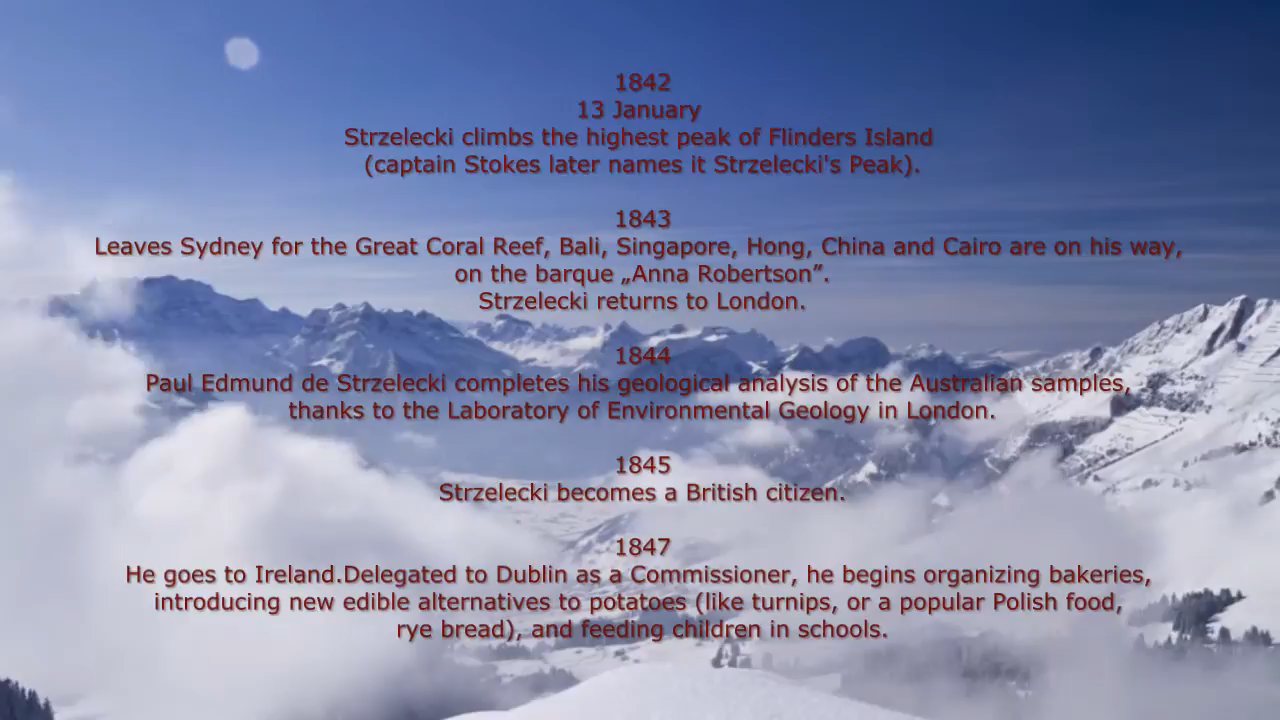 1842
13 January
Strzelecki climbs the highest peak of Flinders Island
(captain Stokes later names it Strzelecki's Peak).
1843
Leaves Sydney for the Great Coral Reef, Bali, Singapore, Hong, China and Cairo are on his way,
on the barque „Anna Robertson”.
Strzelecki returns to London.
1844
Paul Edmund de Strzelecki completes his geological analysis of the Australian samples,
thanks to the Laboratory of Environmental Geology in London.
1845
Strzelecki becomes a British citizen.
1847
He goes to Ireland.Delegated to Dublin as a Commissioner, he begins organizing bakeries,
introducing new edible alternatives to potatoes (like turnips, or a popular Polish food,
rye bread), and feeding children in schools.